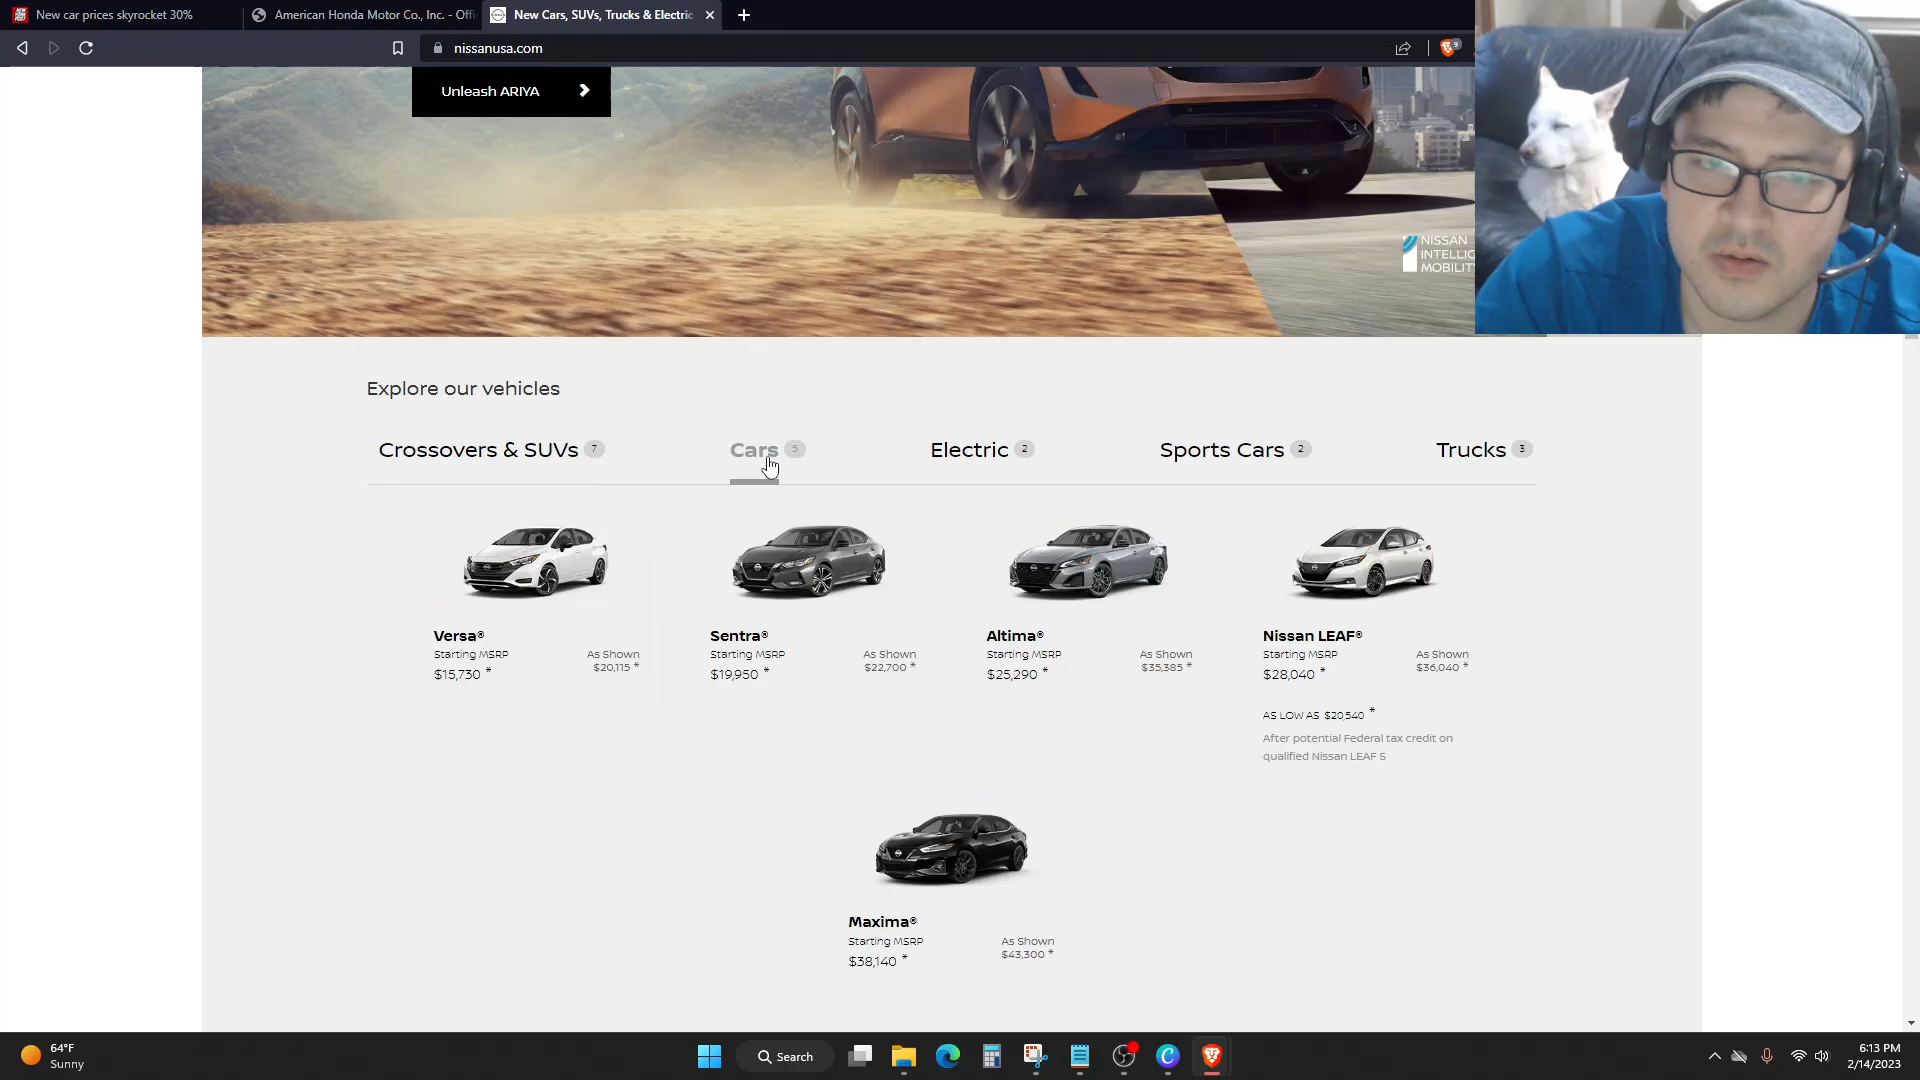 New car prices skyrocket 30%
American Honda Motor Co., Inc. - Offi
New Cars, SUVs, Trucks & Electric
nissanusa.com
9
Unleash ARIYA
NISSAN
INTELLIG
MOBILITY
Explore our vehicles
Crossovers & SUVs 7
Cars 5
Electric 2
Sports Cars 2
Trucks 3
Versa®
Starting MSRP
$15,730 *
As Shown
$20,115 *
Sentra®
Starting MSRP
$19,950 *
As Shown
$22,700 *
Altima®
Starting MSRP
$25,290 *
As Shown
$35,385 *
Nissan LEAF®
Starting MSRP
$28,040 *
As Shown
$36,040 *
AS LOW AS $20,540 *
After potential Federal tax credit on
qualified Nissan LEAF S
Maxima®
Starting MSRP
$38,140 *
As Shown
$43,300 *
64°F
Sunny
Search
6:13 PM
2/14/2023